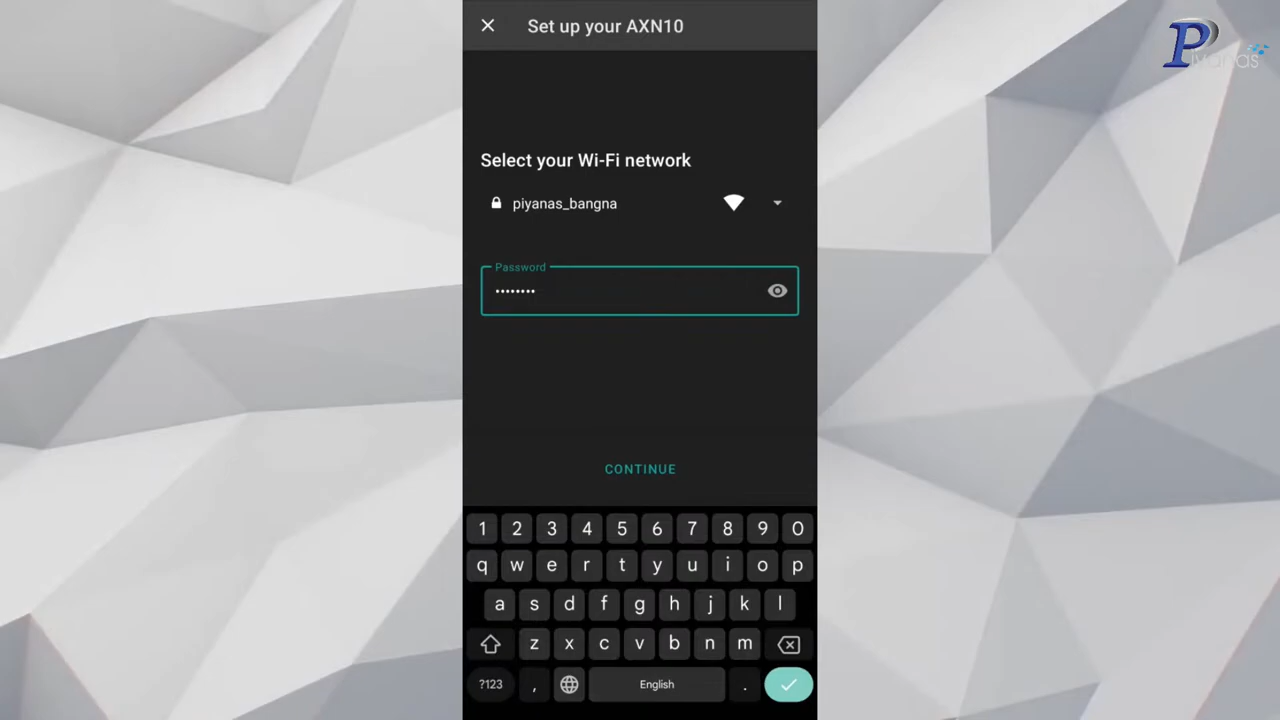 Set up your AXN10
Piyanas
Select your Wi-Fi network
piyanas_bangna
Password
••••••••
CONTINUE
1 2 3 4 5 6 7 8 9 0
q w e r t y u i o p
a s d f g h j k l
z x c v b n m
?123 , English .